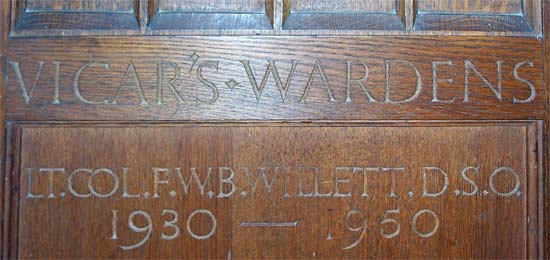 VICAR'S·WARDENS
LT.COL.F.W.B.WILLETT.D.S.O.
1930 — 1950